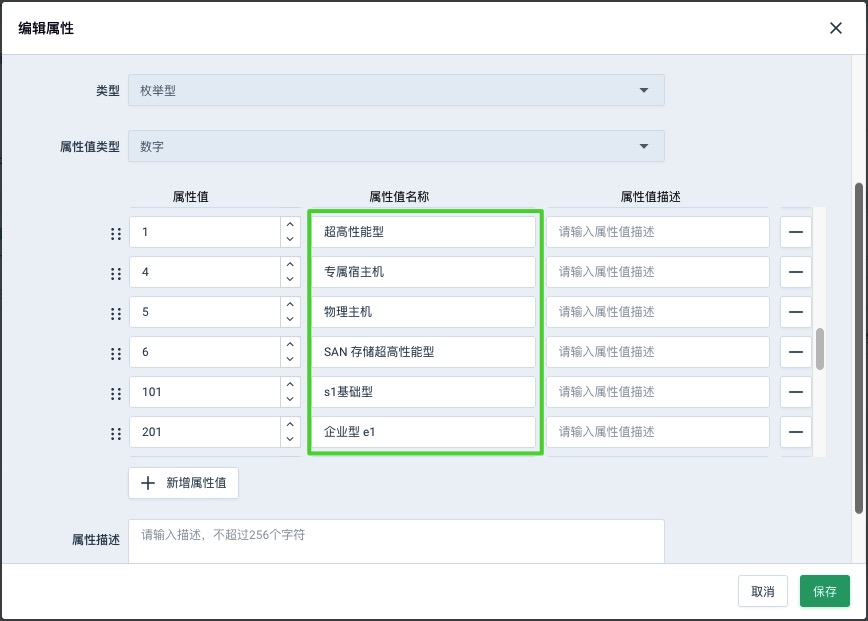 编辑属性
类型 枚举型
属性值类型 数字
属性值 属性值名称 属性值描述
1 超高性能型 请输入属性值描述
4 专属宿主机 请输入属性值描述
5 物理主机 请输入属性值描述
6 SAN 存储超高性能型 请输入属性值描述
101 s1基础型 请输入属性值描述
201 企业型 e1 请输入属性值描述
新增属性值
属性描述 请输入描述，不超过256个字符
取消 保存